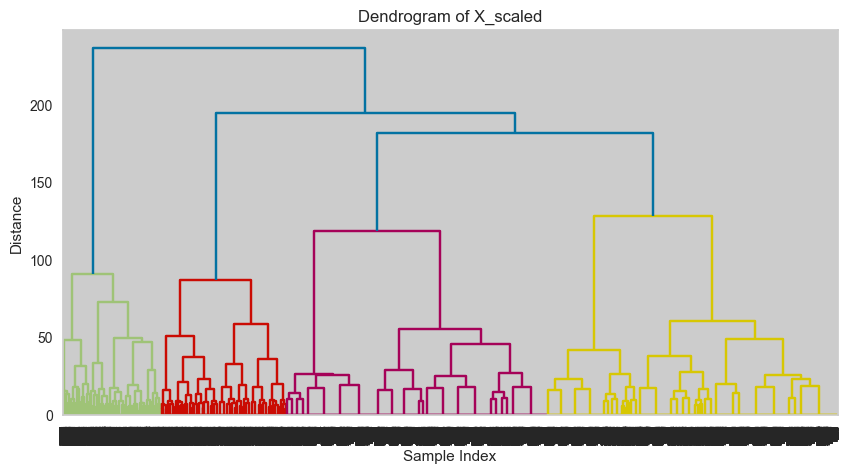 Dendrogram of X_scaled
200
150
100
50
0
Distance
Sample Index